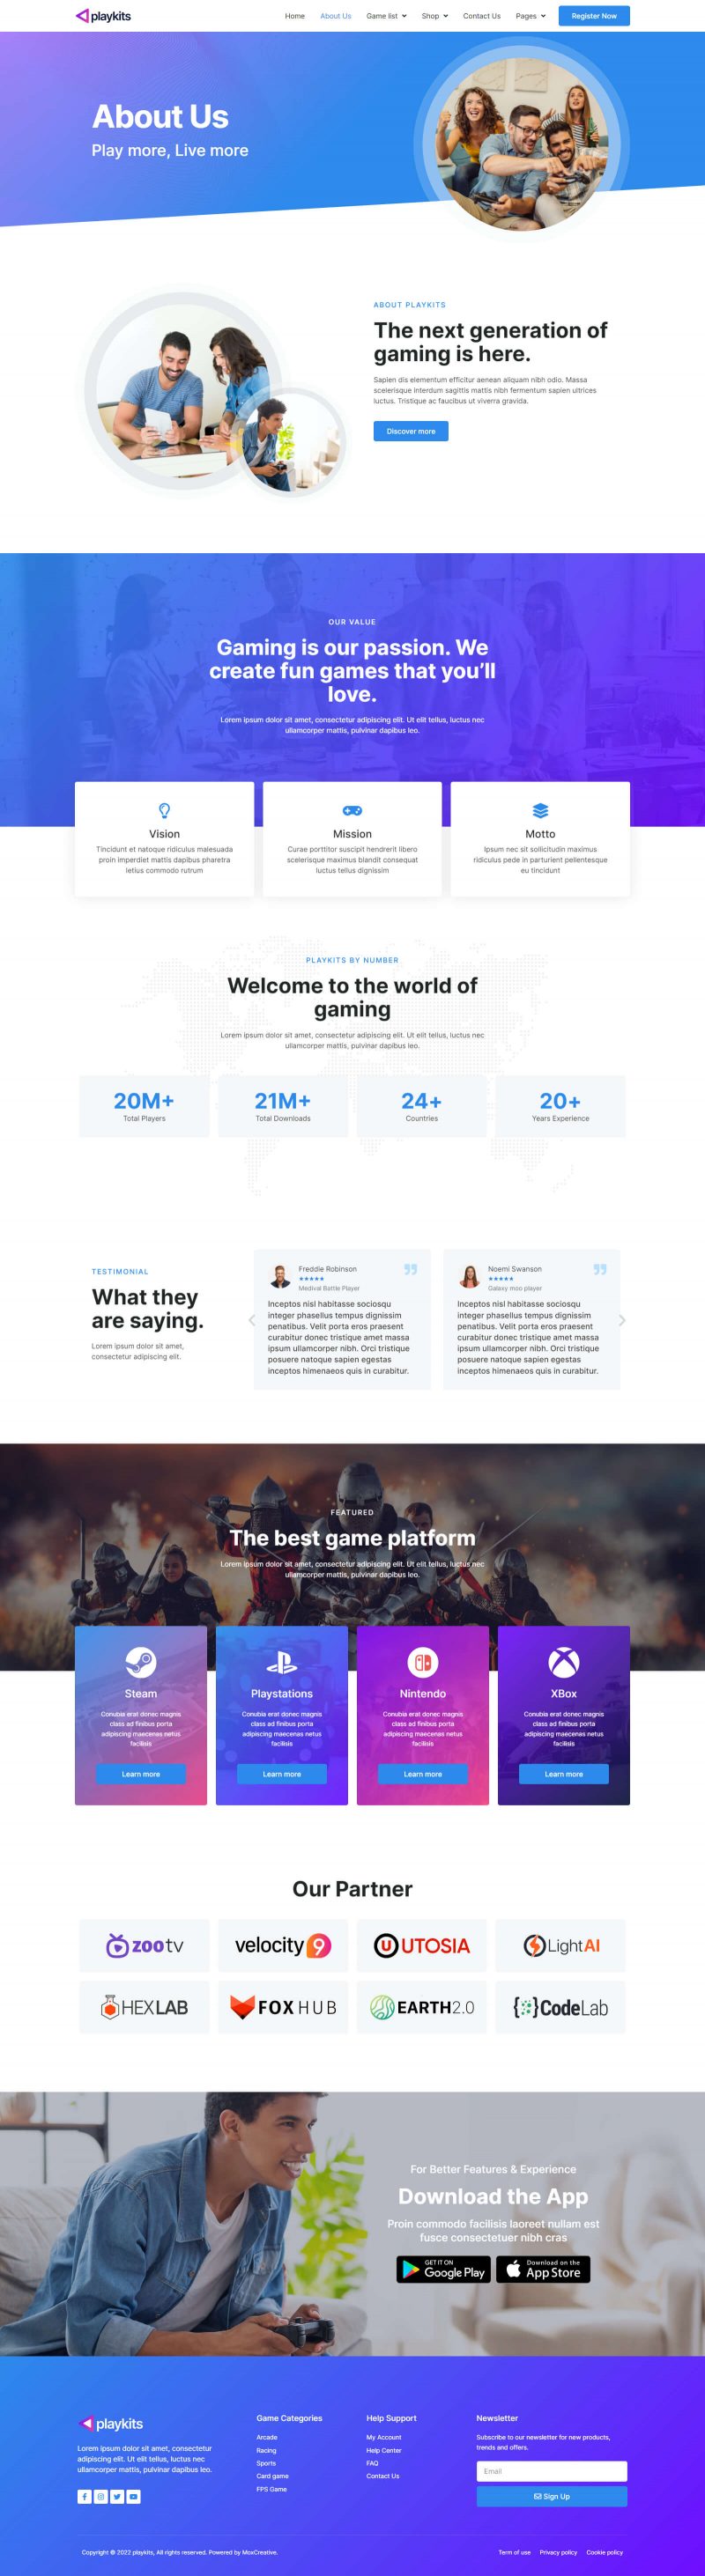 playkits
Home About Us Game list Shop Contact Us Pages Register Now
About Us
Play more, Live more
ABOUT PLAYKITS
The next generation of
gaming is here.
Sapien dis elementum efficitur aenean aliquam nibh odio. Massa
scelerisque interdum sagittis mattis nibh fermentum sapien ultrices
luctus. Tristique ac faucibus ut viverra gravida.
Discover more
OUR VALUE
Gaming is our passion. We
create fun games that you'll
love.
Lorem ipsum dolor sit amet, consectetur adipiscing elit. Ut elit tellus, luctus nec
ullamcorper mattis, pulvinar dapibus leo.
Vision
Tincidunt et natoque ridiculus malesuada
proin imperdiet mattis dapibus pharetra
letius commodo rutrum
Mission
Curae porttitor suscipit hendrerit libero
scelerisque maximus blandit consequat
luctus tellus dignissim
Motto
Ipsum nec sit sollicitudin maximus
ridiculus pede in parturient pellentesque
eu tincidunt
PLAYKITS BY NUMBER
Welcome to the world of
gaming
Lorem ipsum dolor sit amet, consectetur adipiscing elit. Ut elit tellus, luctus nec
ullamcorper mattis, pulvinar dapibus leo.
20M+
Total Players
21M+
Total Downloads
24+
Countries
20+
Years Experience
TESTIMONIAL
What they
are saying.
Lorem ipsum dolor sit amet,
consectetur adipiscing elit.
Freddie Robinson
Medival Battle Player
Inceptos nisl habitasse sociosqu
integer phasellus tempus dignissim
penatibus. Velit porta eros praesent
curabitur donec tristique amet massa
ipsum ullamcorper nibh. Orci tristique
posuere natoque sapien egestas
inceptos himenaeos quis in curabitur.
Noemi Swanson
Galaxy moo player
Inceptos nisl habitasse sociosqu
integer phasellus tempus dignissim
penatibus. Velit porta eros praesent
curabitur donec tristique amet massa
ipsum ullamcorper nibh. Orci tristique
posuere natoque sapien egestas
inceptos himenaeos quis in curabitur.
FEATURED
The best game platform
Lorem ipsum dolor sit amet, consectetur adipiscing elit. Ut elit tellus, luctus nec
ullamcorper mattis, pulvinar dapibus leo.
Steam
Conubia erat donec magnis
class ad finibus porta
adipiscing maecenas netus
facilisis
Learn more
Playstations
Conubia erat donec magnis
class ad finibus porta
adipiscing maecenas netus
facilisis
Learn more
Nintendo
Conubia erat donec magnis
class ad finibus porta
adipiscing maecenas netus
facilisis
Learn more
XBox
Conubia erat donec magnis
class ad finibus porta
adipiscing maecenas netus
facilisis
Learn more
Our Partner
zootv
velocity 9
UTOSIA
LightAI
HEXLAB
FOXHUB
EARTH2.0
CodeLab
For Better Features & Experience
Download the App
Proin commodo facilisis laoreet nullam est
fusce consectetuer nibh cras
GET IT ON
Google Play
Download on the
App Store
playkits
Lorem ipsum dolor sit amet, consectetur
adipiscing elit. Ut elit tellus, luctus nec
ullamcorper mattis, pulvinar dapibus leo.
Game Categories
Arcade
Racing
Sports
Card game
FPS Game
Help Support
My Account
Help Center
FAQ
Contact Us
Newsletter
Subscribe to our newsletter for new products,
trends and offers.
Email
Sign Up
Copyright © 2022 playkits, All rights reserved. Powered by MoxCreative.
Term of use Privacy policy Cookie policy